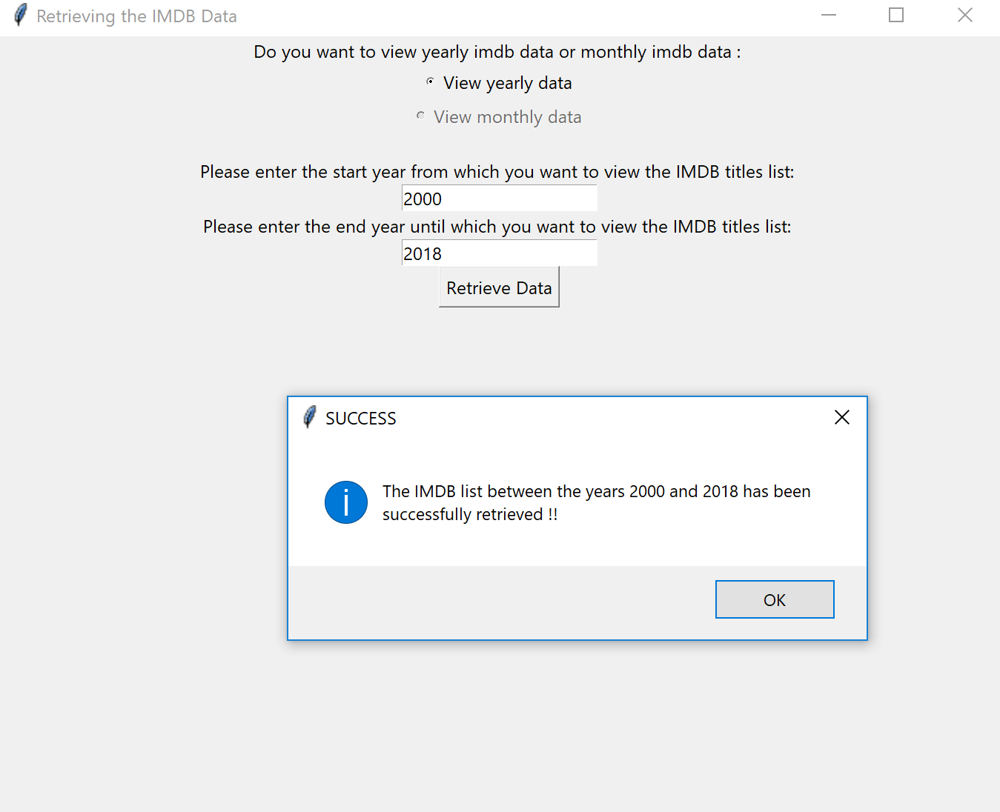 Retrieving the IMDB Data
Do you want to view yearly imdb data or monthly imdb data :
View yearly data
View monthly data
Please enter the start year from which you want to view the IMDB titles list:
2000
Please enter the end year until which you want to view the IMDB titles list:
2018
Retrieve Data
SUCCESS
The IMDB list between the years 2000 and 2018 has been
successfully retrieved !!
OK